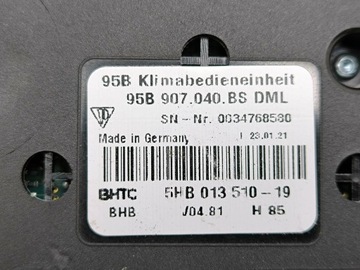 95B Klimabedieneinheit
95B 907.040.BS DML
SN - Nr. 0034768580
Made in Germany 23.01.21
BHTC 5HB 013 510 - 19
BHB /04.81 H 85